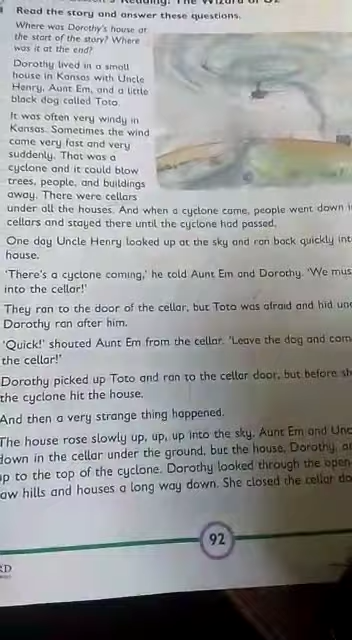 Reading: The Wizard of Oz
Read the story and answer these questions.
Where was Dorothy's house at
the start of the story? Where
was it at the end?
Dorothy lived in a small
house in Kansas with Uncle
Henry, Aunt Em, and a little
black dog called Toto.
It was often very windy in
Kansas. Sometimes the wind
came very fast and very
suddenly. That was a
cyclone and it could blow
trees, people, and buildings
away. There were cellars
under all the houses. And when a cyclone came, people went down
cellars and stayed there until the cyclone had passed.
One day Uncle Henry looked up at the sky and ran back quickly
house.
'There's a cyclone coming,' he told Aunt Em and Dorothy. 'We
into the cellar!'
They ran to the door of the cellar, but Toto was afraid and hid
Dorothy ran after him.
'Quick!' shouted Aunt Em from the cellar. 'Leave the dog and
the cellar!'
Dorothy picked up Toto and ran to the cellar door, but before
the cyclone hit the house.
And then a very strange thing happened.
The house rose slowly up, up, up into the sky. Aunt Em and
down in the cellar under the ground, but the house, Dorothy,
up to the top of the cyclone. Dorothy looked through the open
saw hills and houses a long way down. She closed the cellar
92